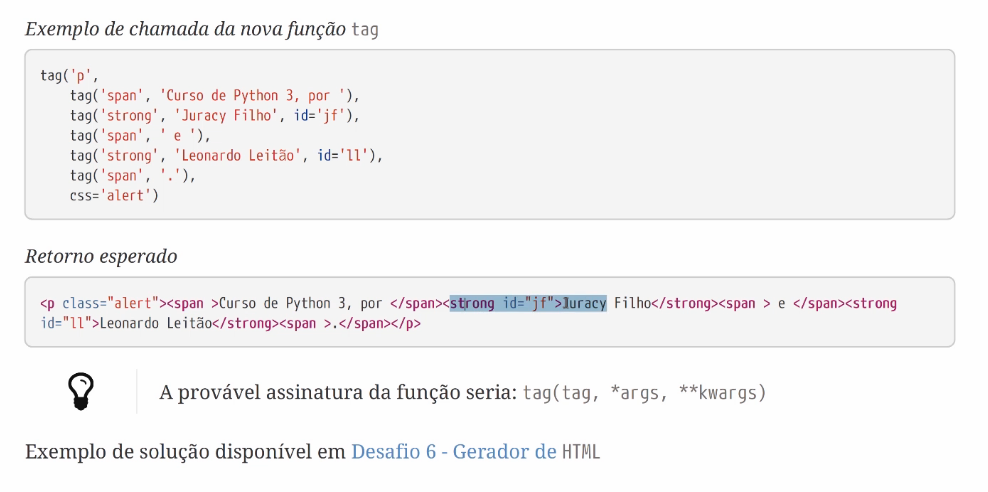 Exemplo de chamada da nova função tag
tag('p',
    tag('span', 'Curso de Python 3, por '),
    tag('strong', 'Juracy Filho', id='jf'),
    tag('span', ' e '),
    tag('strong', 'Leonardo Leitão', id='ll'),
    tag('span', '.'),
    css='alert')
Retorno esperado
<p class="alert"><span >Curso de Python 3, por </span><strong id="jf">Juracy Filho</strong><span > e </span><strong
id="ll">Leonardo Leitão</strong><span >.</span></p>
A provável assinatura da função seria: tag(tag, *args, **kwargs)
Exemplo de solução disponível em Desafio 6 - Gerador de HTML